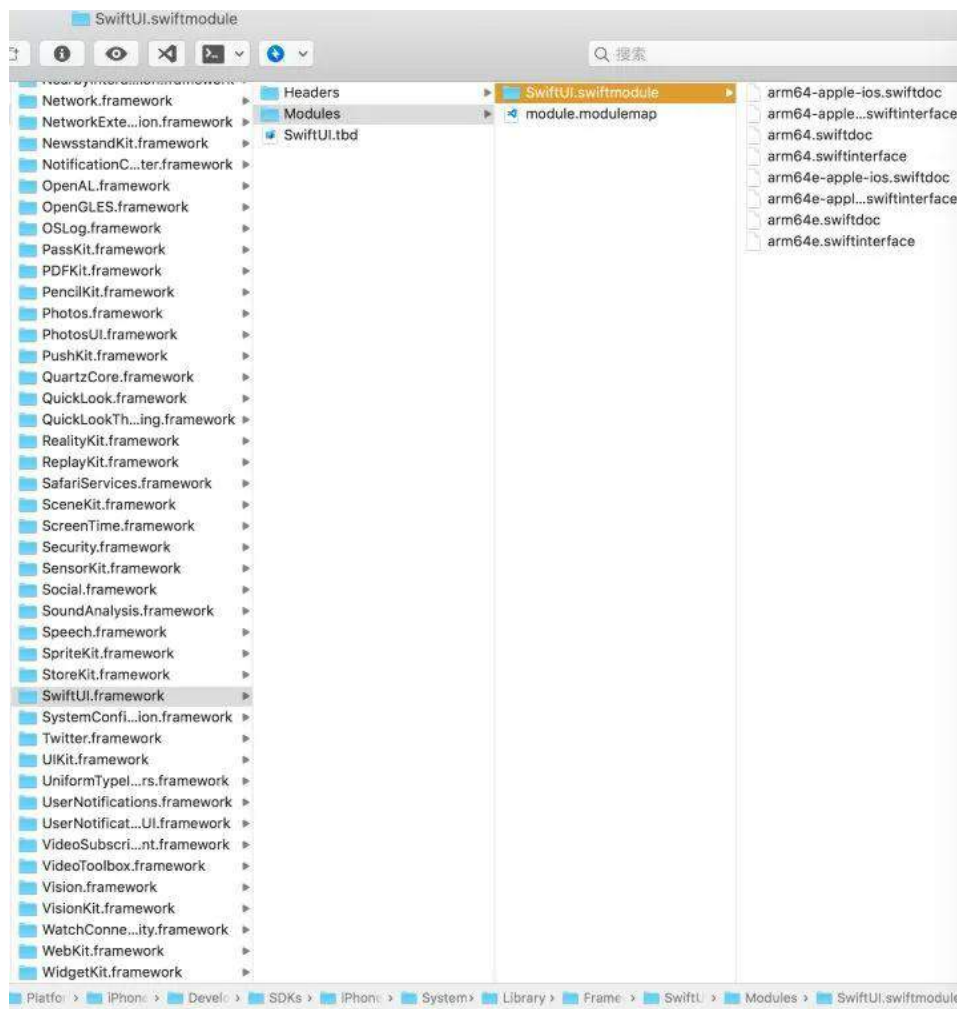 SwiftUI.swiftmodule
搜索
Network.framework
NetworkExte...ion.framework
NewsstandKit.framework
NotificationC...ter.framework
OpenAL.framework
OpenGLES.framework
OSLog.framework
PassKit.framework
PDFKit.framework
PencilKit.framework
Photos.framework
PhotosUI.framework
PushKit.framework
QuartzCore.framework
QuickLook.framework
QuickLookTh...ing.framework
RealityKit.framework
ReplayKit.framework
SafariServices.framework
SceneKit.framework
ScreenTime.framework
Security.framework
SensorKit.framework
Social.framework
SoundAnalysis.framework
Speech.framework
SpriteKit.framework
StoreKit.framework
SwiftUI.framework
SystemConfi...ion.framework
Twitter.framework
UIKit.framework
UniformTypeI...rs.framework
UserNotifications.framework
UserNotificat...UI.framework
VideoSubscri...nt.framework
VideoToolbox.framework
Vision.framework
VisionKit.framework
WatchConne...ity.framework
WebKit.framework
WidgetKit.framework
Headers
Modules
SwiftUI.tbd
SwiftUI.swiftmodule
module.modulemap
arm64-apple-ios.swiftdoc
arm64-apple...swiftinterface
arm64.swiftdoc
arm64.swiftinterface
arm64e-apple-ios.swiftdoc
arm64e-appl...swiftinterface
arm64e.swiftdoc
arm64e.swiftinterface
Platfo › iPhon › Develo › SDKs › iPhon › System › Library › Frame › SwiftU › Modules › SwiftUI.swiftmodule